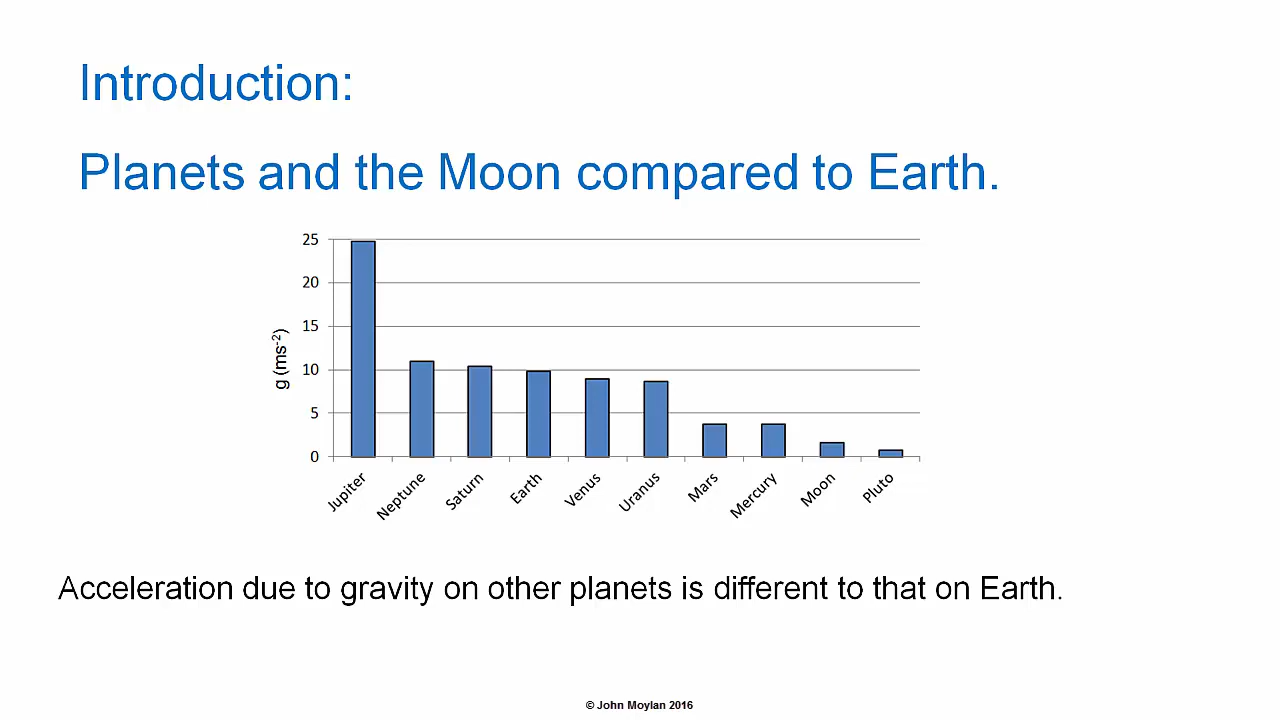 Introduction:
Planets and the Moon compared to Earth.
25
20
15
10
5
0
g (ms-2)
Jupiter
Neptune
Saturn
Earth
Venus
Uranus
Mars
Mercury
Moon
Pluto
Acceleration due to gravity on other planets is different to that on Earth.
© John Moylan 2016